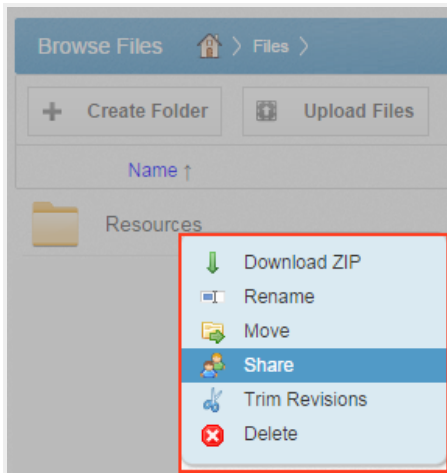 Browse Files 〉 Files 〉
Create Folder Upload Files
Name ↑
Resources
Download ZIP
Rename
Move
Share
Trim Revisions
Delete